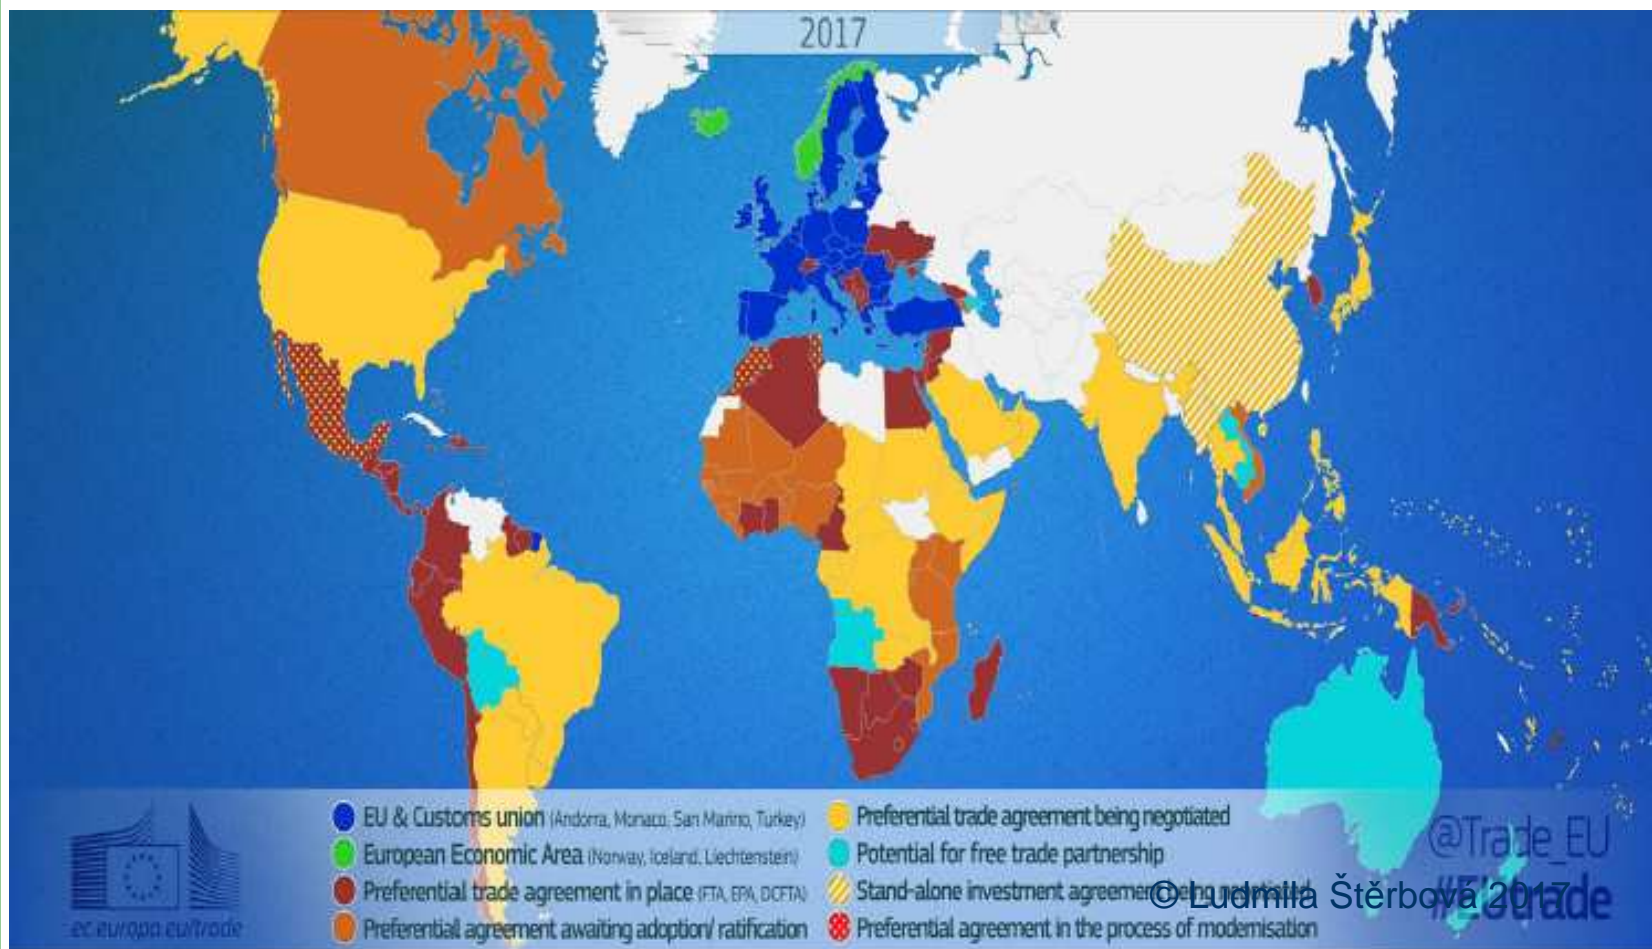 2017
EU & Customs union (Andorra, Monaco, San Marino, Turkey)
European Economic Area (Norway, Iceland, Liechtenstein)
Preferential trade agreement in place (FTA, EPA, DCFTA)
Preferential agreement awaiting adoption/ ratification
Preferential trade agreement being negotiated
Potential for free trade partnership
Stand-alone investment agreement being negotiated
Preferential agreement in the process of modernisation
ec.europa.eu/trade
@Trade_EU
#EUtrade
© Ludmila Štěrbová 2017